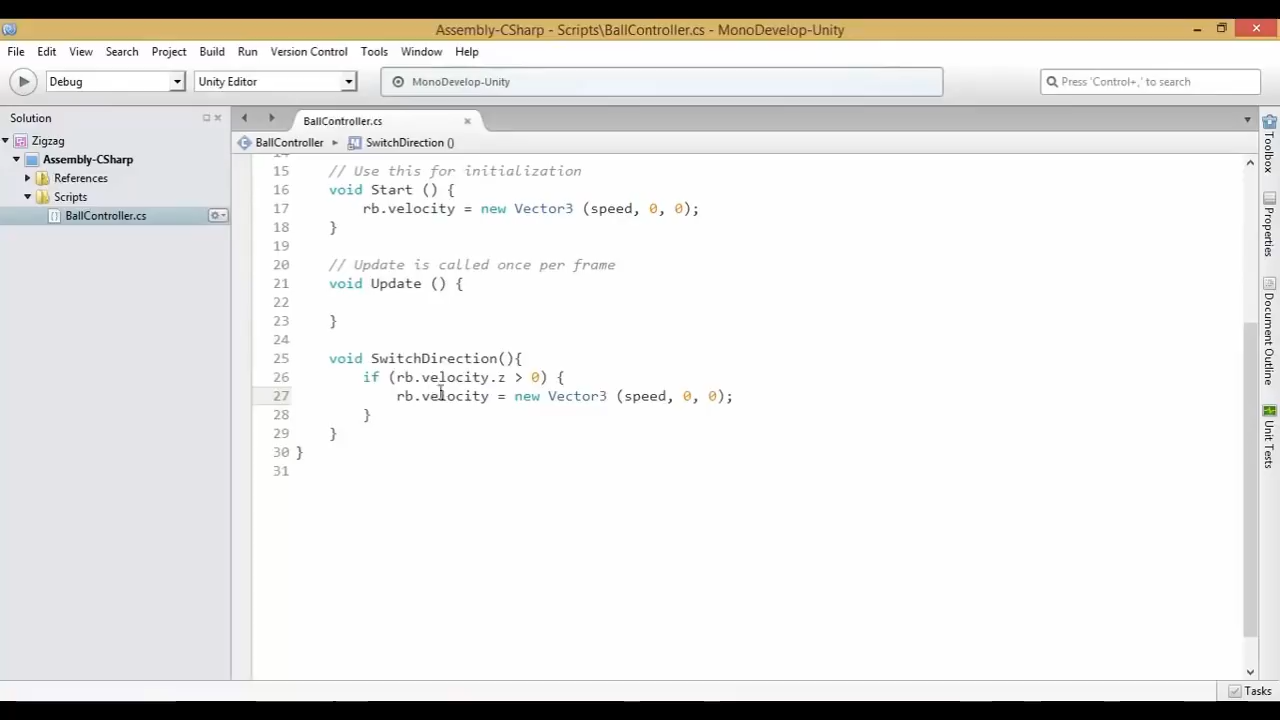 Assembly-CSharp - Scripts\BallController.cs - MonoDevelop-Unity
File Edit View Search Project Build Run Version Control Tools Window Help
Debug Unity Editor MonoDevelop-Unity Press 'Control+,' to search
Solution
Zigzag
Assembly-CSharp
References
Scripts
BallController.cs
BallController.cs
BallController SwitchDirection ()
15 // Use this for initialization
16 void Start () {
17 rb.velocity = new Vector3 (speed, 0, 0);
18 }
19
20 // Update is called once per frame
21 void Update () {
22
23 }
24
25 void SwitchDirection(){
26 if (rb.velocity.z > 0) {
27 rb.velocity = new Vector3 (speed, 0, 0);
28 }
29 }
30 }
31
Toolbox
Properties
Document Outline
Unit Tests
Tasks